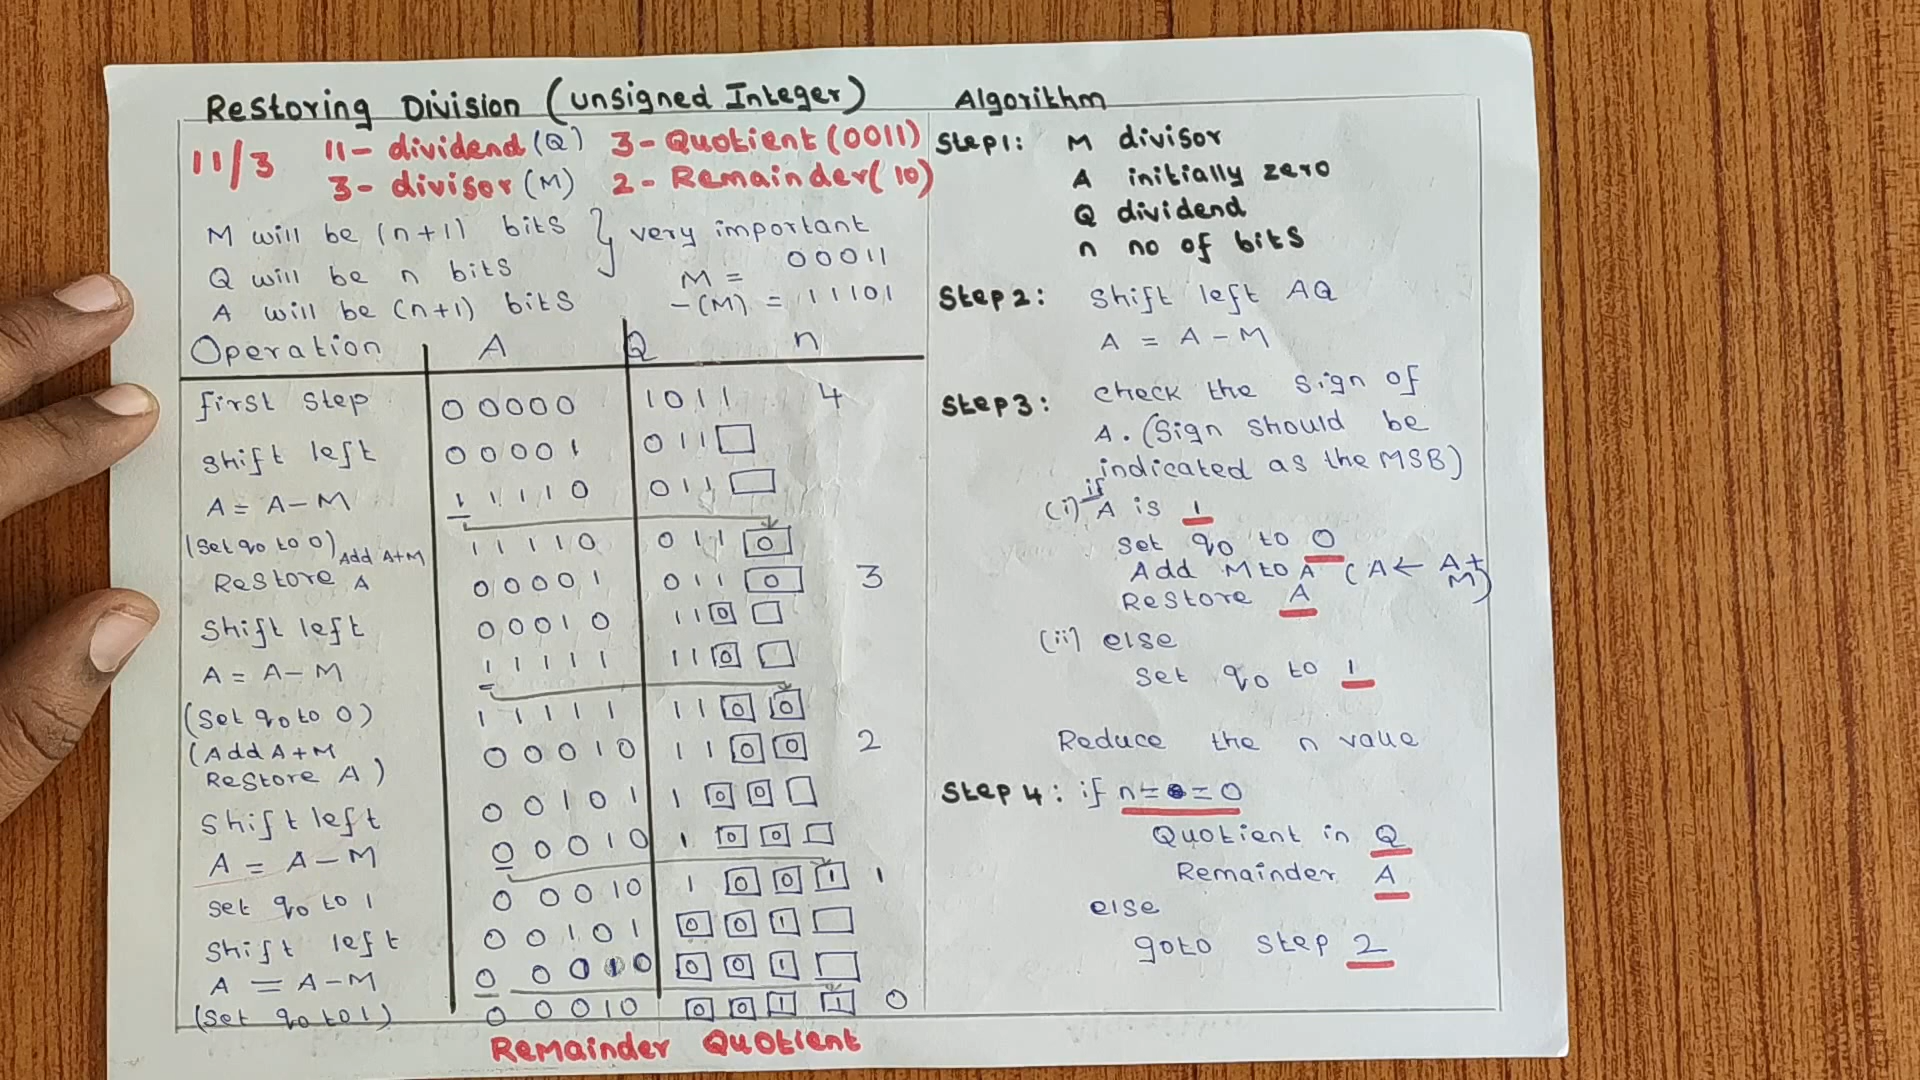 Restoring Division (unsigned Integer)
11/3 11- dividend (Q) 3- Quotient (0011)
3- divisor (M) 2- Remainder( 10)
M will be (n+1) bits } very important
Q will be n bits M = 00011
A will be (n+1) bits -(M) = 11101
Operation A Q n
first step 00000 1011 4
shift left 00001 011□
A = A-M 11110 011□
(Set q0 to 0) Add A+M 11110 0110
Restore A 00001 0110 3
Shift left 00010 110□
A = A-M 11111 110□
(Set q0 to 0) 11111 1100
(Add A+M 00010 1100 2
Restore A)
Shift left 00101 100□
A = A-M 00010 100□
Set q0 to 1 00010 1001 1
Shift left 00101 001□
A = A-M 00010 001□
(Set q0 to 1) 00010 0011 0
Remainder Quotient
Algorithm
Step1: M divisor
A initially zero
Q dividend
n no of bits
Step 2: Shift left AQ
A = A-M
Step3: check the sign of
A. (Sign should be
indicated as the MSB)
(i) if A is 1
Set q0 to 0
Add M to A (A ← A+
M)
Restore A
(ii) else
Set q0 to 1
Reduce the n value
Step 4: if n== 0
Quotient in Q
Remainder A
else
goto step 2